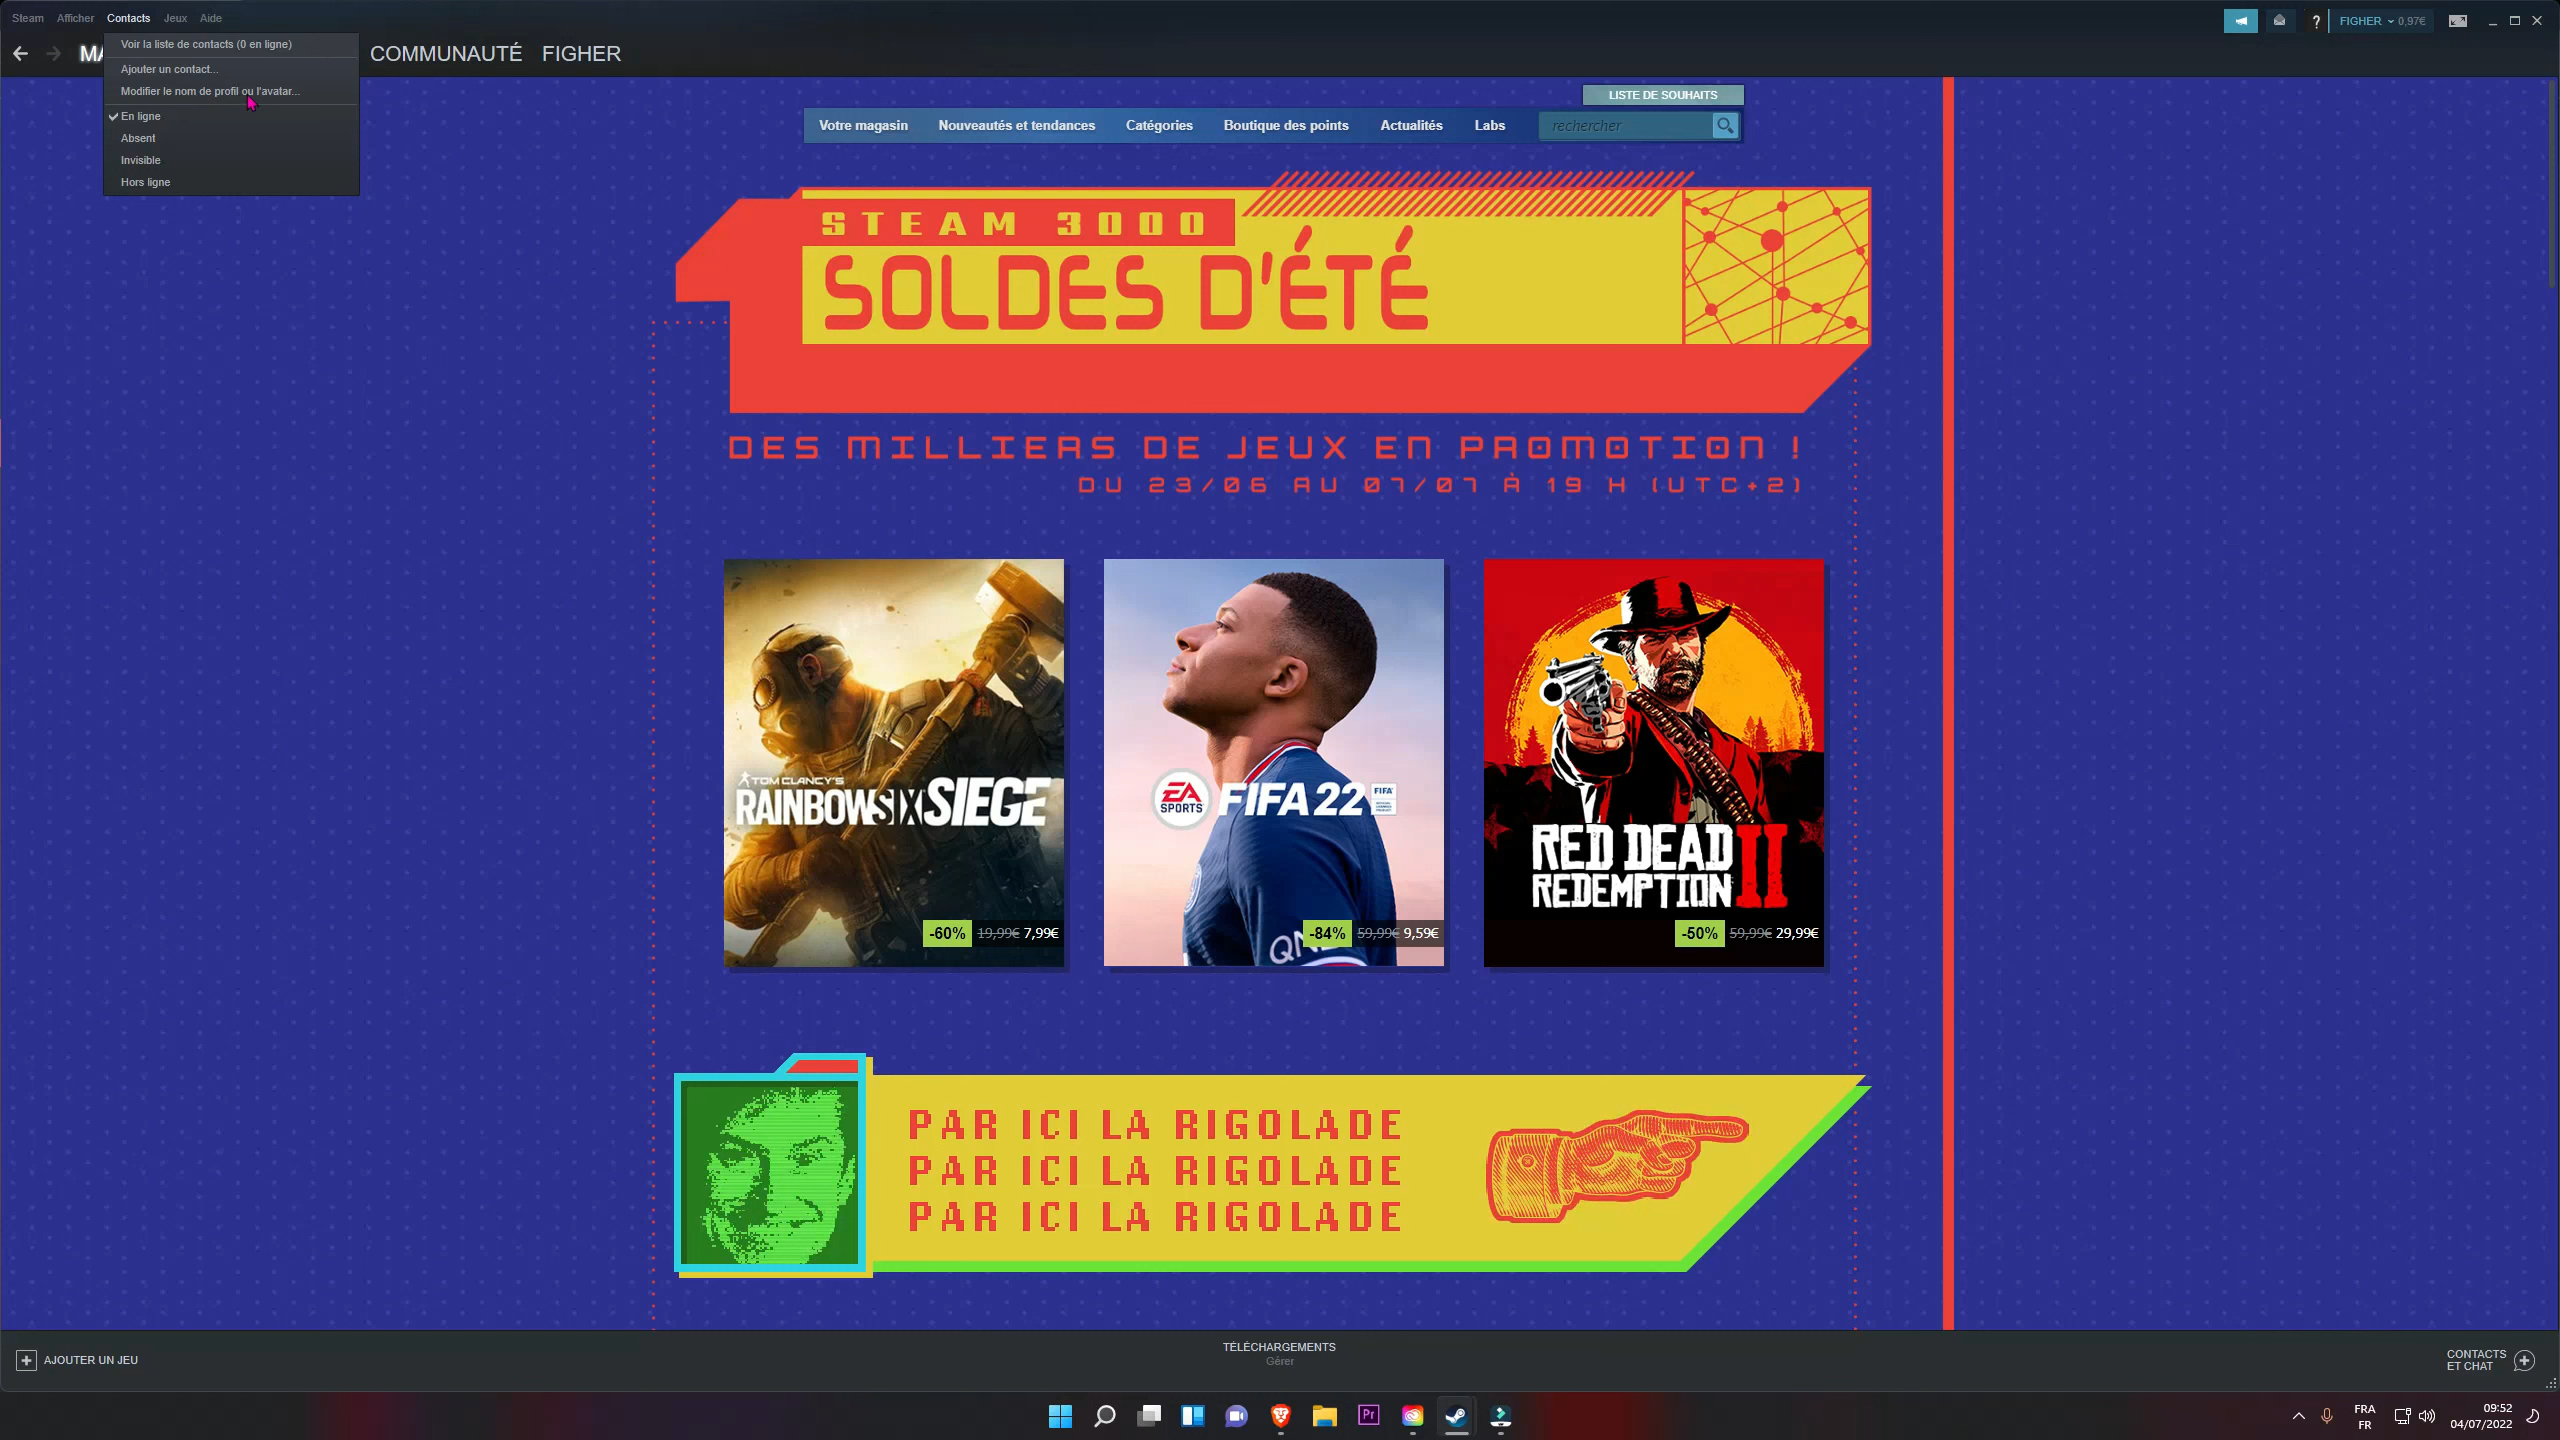 Steam Afficher Contacts Jeux Aide
FIGHER 0,97€
COMMUNAUTÉ FIGHER
Voir la liste de contacts (0 en ligne)
Ajouter un contact...
Modifier le nom de profil ou l'avatar...
En ligne
Absent
Invisible
Hors ligne
LISTE DE SOUHAITS
Votre magasin Nouveautés et tendances Catégories Boutique des points Actualités Labs rechercher
STEAM 3000
SOLDES D'ÉTÉ
DES MILLIERS DE JEUX EN PROMOTION !
DU 23/06 AU 07/07 À 19 H (UTC+2)
TOM CLANCY'S
RAINBOWSIX SIEGE
-60% 19,99€ 7,99€
EA SPORTS FIFA 22 FIFA
-84% 59,99€ 9,59€
RED DEAD
REDEMPTION II
-50% 59,99€ 29,99€
PAR ICI LA RIGOLADE
PAR ICI LA RIGOLADE
PAR ICI LA RIGOLADE
AJOUTER UN JEU
TÉLÉCHARGEMENTS
Gérer
CONTACTS
ET CHAT
Pr
FRA
FR
09:52
04/07/2022